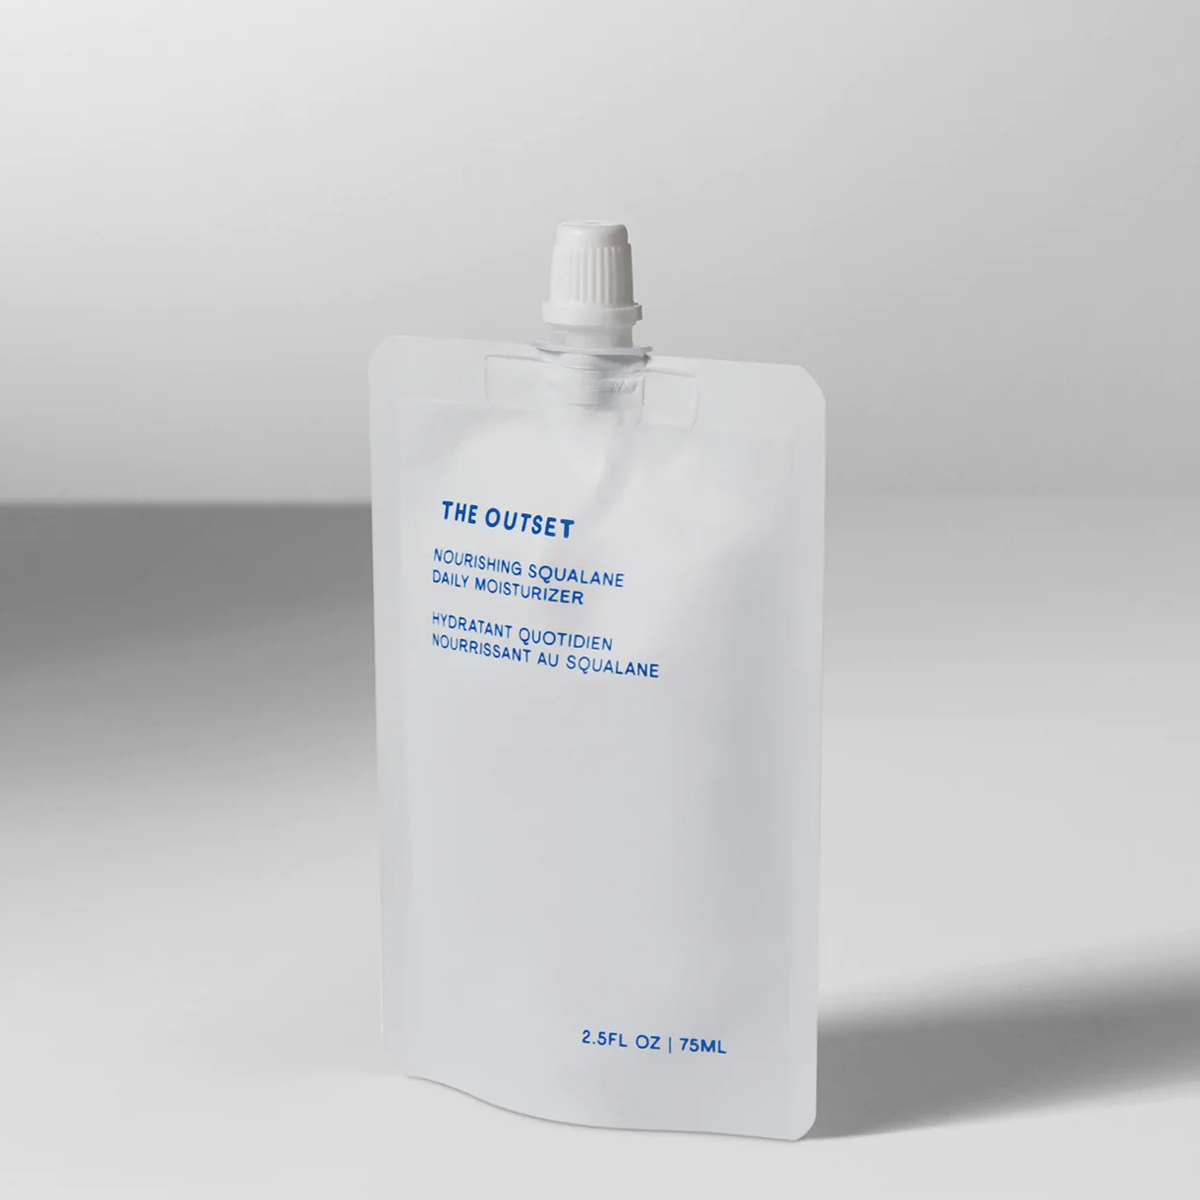 THE OUTSET
NOURISHING SQUALANE
DAILY MOISTURIZER
HYDRATANT QUOTIDIEN
NOURRISSANT AU SQUALANE
2.5FL OZ | 75ML